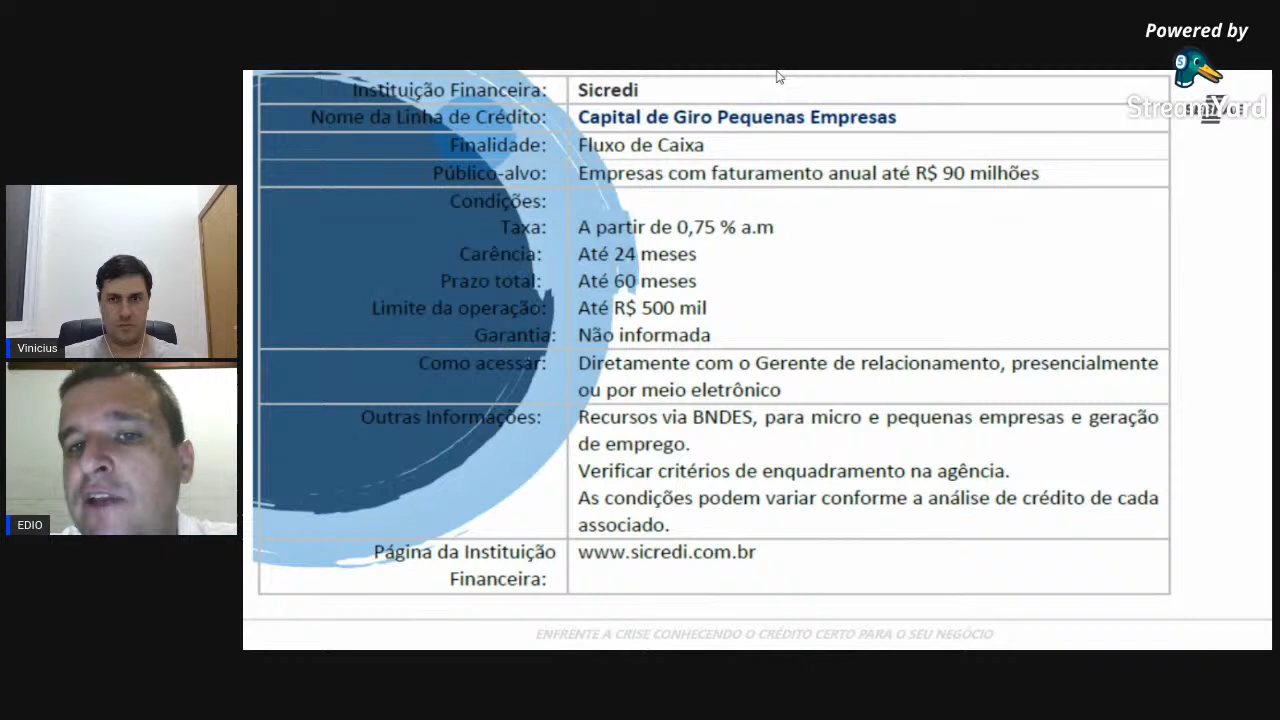 Powered by
StreamYard
Instituição Financeira: Sicredi
Nome da Linha de Crédito: Capital de Giro Pequenas Empresas
Finalidade: Fluxo de Caixa
Público-alvo: Empresas com faturamento anual até R$ 90 milhões
Condições:
Taxa: A partir de 0,75 % a.m
Carência: Até 24 meses
Prazo total: Até 60 meses
Limite da operação: Até R$ 500 mil
Garantia: Não informada
Como acessar: Diretamente com o Gerente de relacionamento, presencialmente
ou por meio eletrônico
Outras Informações: Recursos via BNDES, para micro e pequenas empresas e geração
de emprego.
Verificar critérios de enquadramento na agência.
As condições podem variar conforme a análise de crédito de cada
associado.
Página da Instituição www.sicredi.com.br
Financeira:
ENFRENTE A CRISE CONHECENDO O CRÉDITO CERTO PARA O SEU NEGÓCIO
Vinicius
EDIO